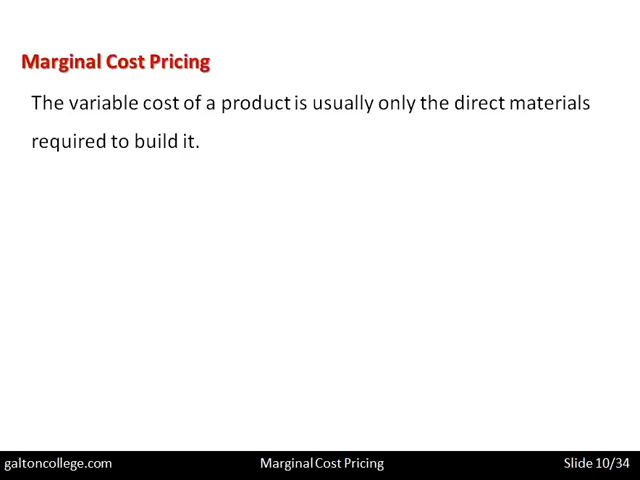 Marginal Cost Pricing
The variable cost of a product is usually only the direct materials
required to build it.
galtoncollege.com
Marginal Cost Pricing
Slide 10/34